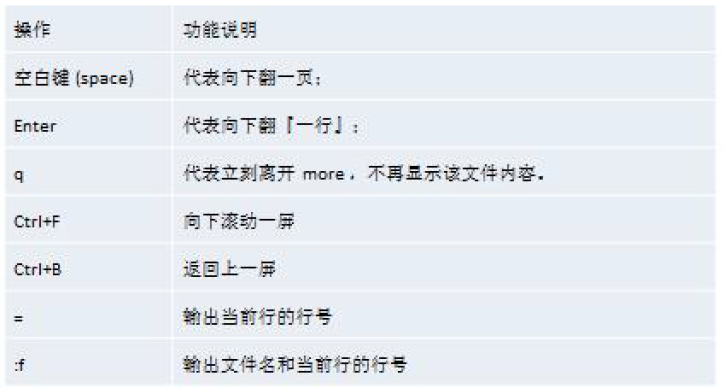 操作 功能说明
空白键 (space) 代表向下翻一页；
Enter 代表向下翻『一行』；
q 代表立刻离开 more ，不再显示该文件内容。
Ctrl+F 向下滚动一屏
Ctrl+B 返回上一屏
= 输出当前行的行号
:f 输出文件名和当前行的行号